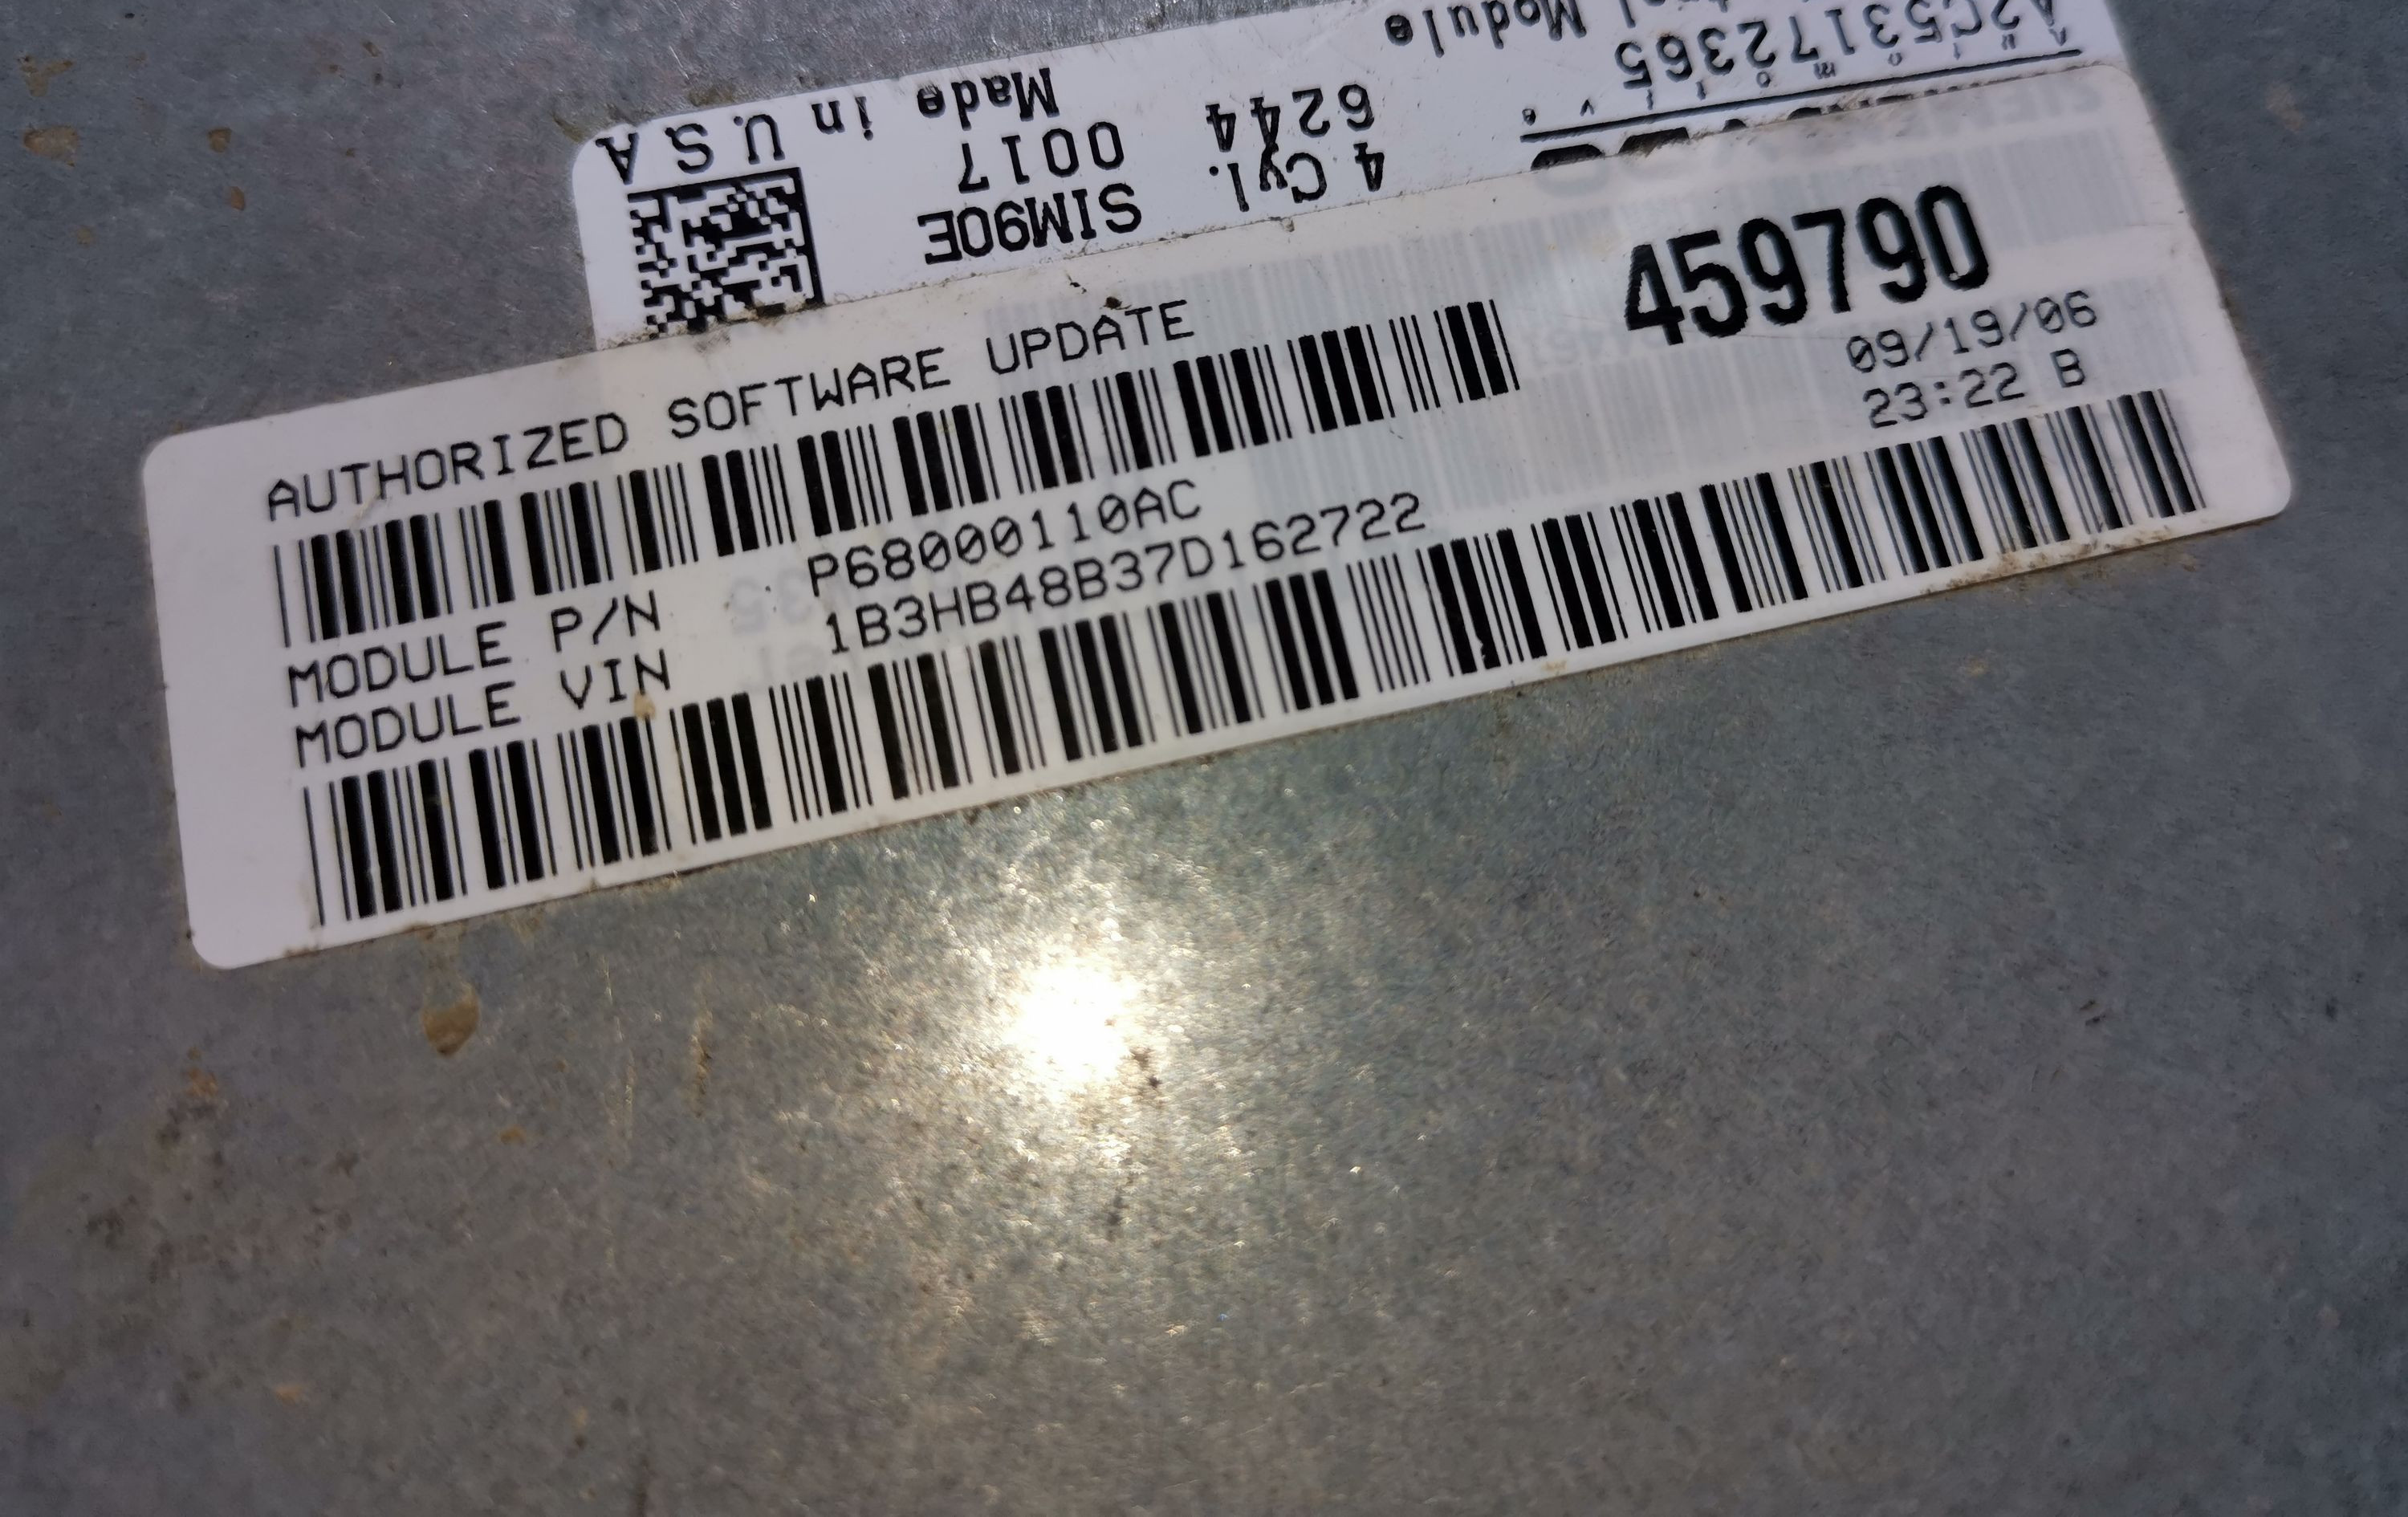 AUTHORIZED SOFTWARE UPDATE
459790
09/19/06
23:22 B
MODULE P/N P68000110AC
MODULE VIN 1B3HB48B37D162722
A2C53172365
Module
4 Cyl.
6244
SIM90E
0017
Made in U.S.A